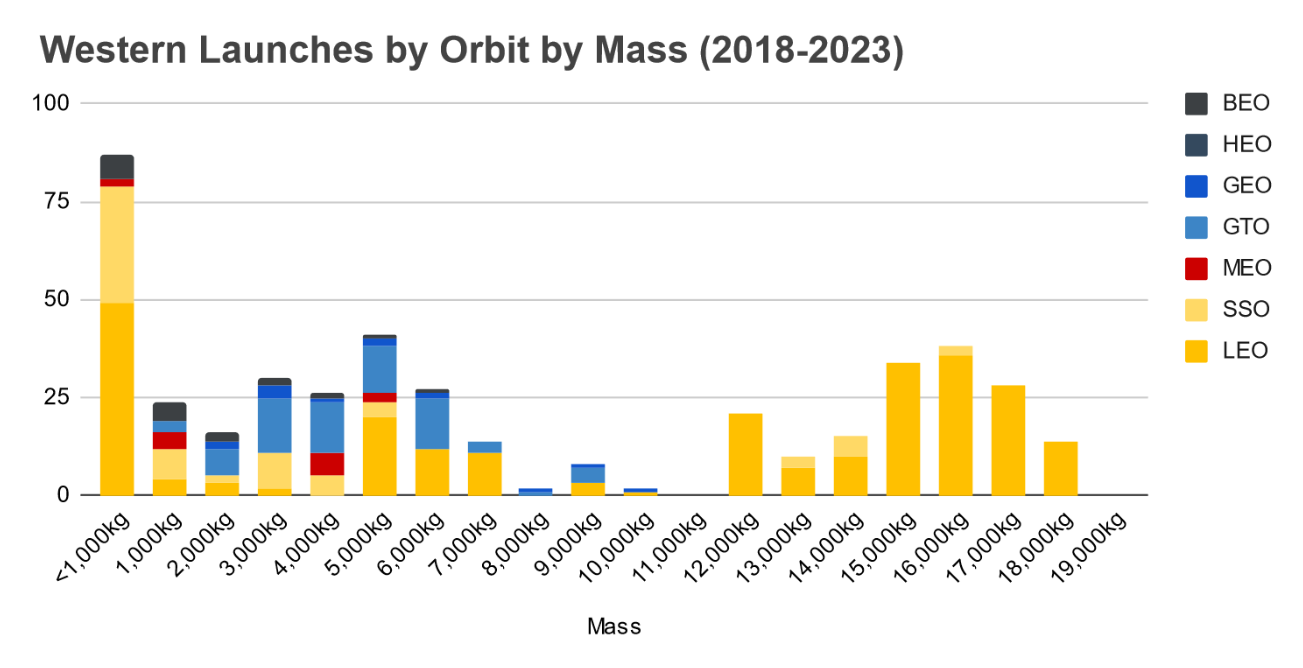 Western Launches by Orbit by Mass (2018-2023)
100
75
50
25
0
<1,000kg
1,000kg
2,000kg
3,000kg
4,000kg
5,000kg
6,000kg
7,000kg
8,000kg
9,000kg
10,000kg
11,000kg
12,000kg
13,000kg
14,000kg
15,000kg
16,000kg
17,000kg
18,000kg
19,000kg
Mass
BEO
HEO
GEO
GTO
MEO
SSO
LEO